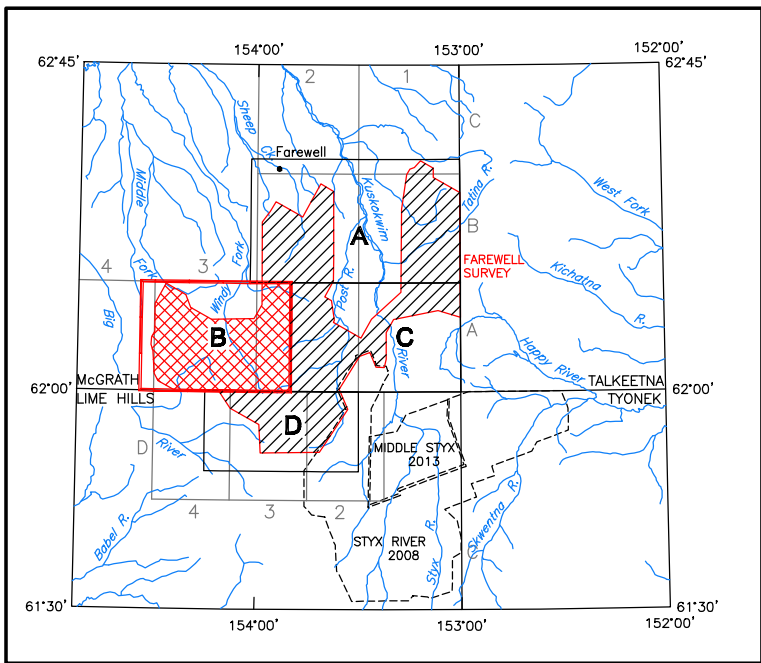 154°00'
153°00'
152°00'
62°45'
62°45'
2
1
C
Sheep
Ck
Farewell
Middle
Kuskokwim
Tatina R.
West Fork
B
A
FAREWELL
SURVEY
4
3
Fork
Fork
Windy
Post R.
Kichatna
R.
Big
B
C
A
River
Happy River
McGRATH
TALKEETNA
62°00'
LIME HILLS
TYONEK
D
D
River
MIDDLE STYX
2013
4
3
2
Babel R.
STYX RIVER
2008
Styx
R.
Skwentna R.
C
61°30'
61°30'
154°00'
153°00'
152°00'